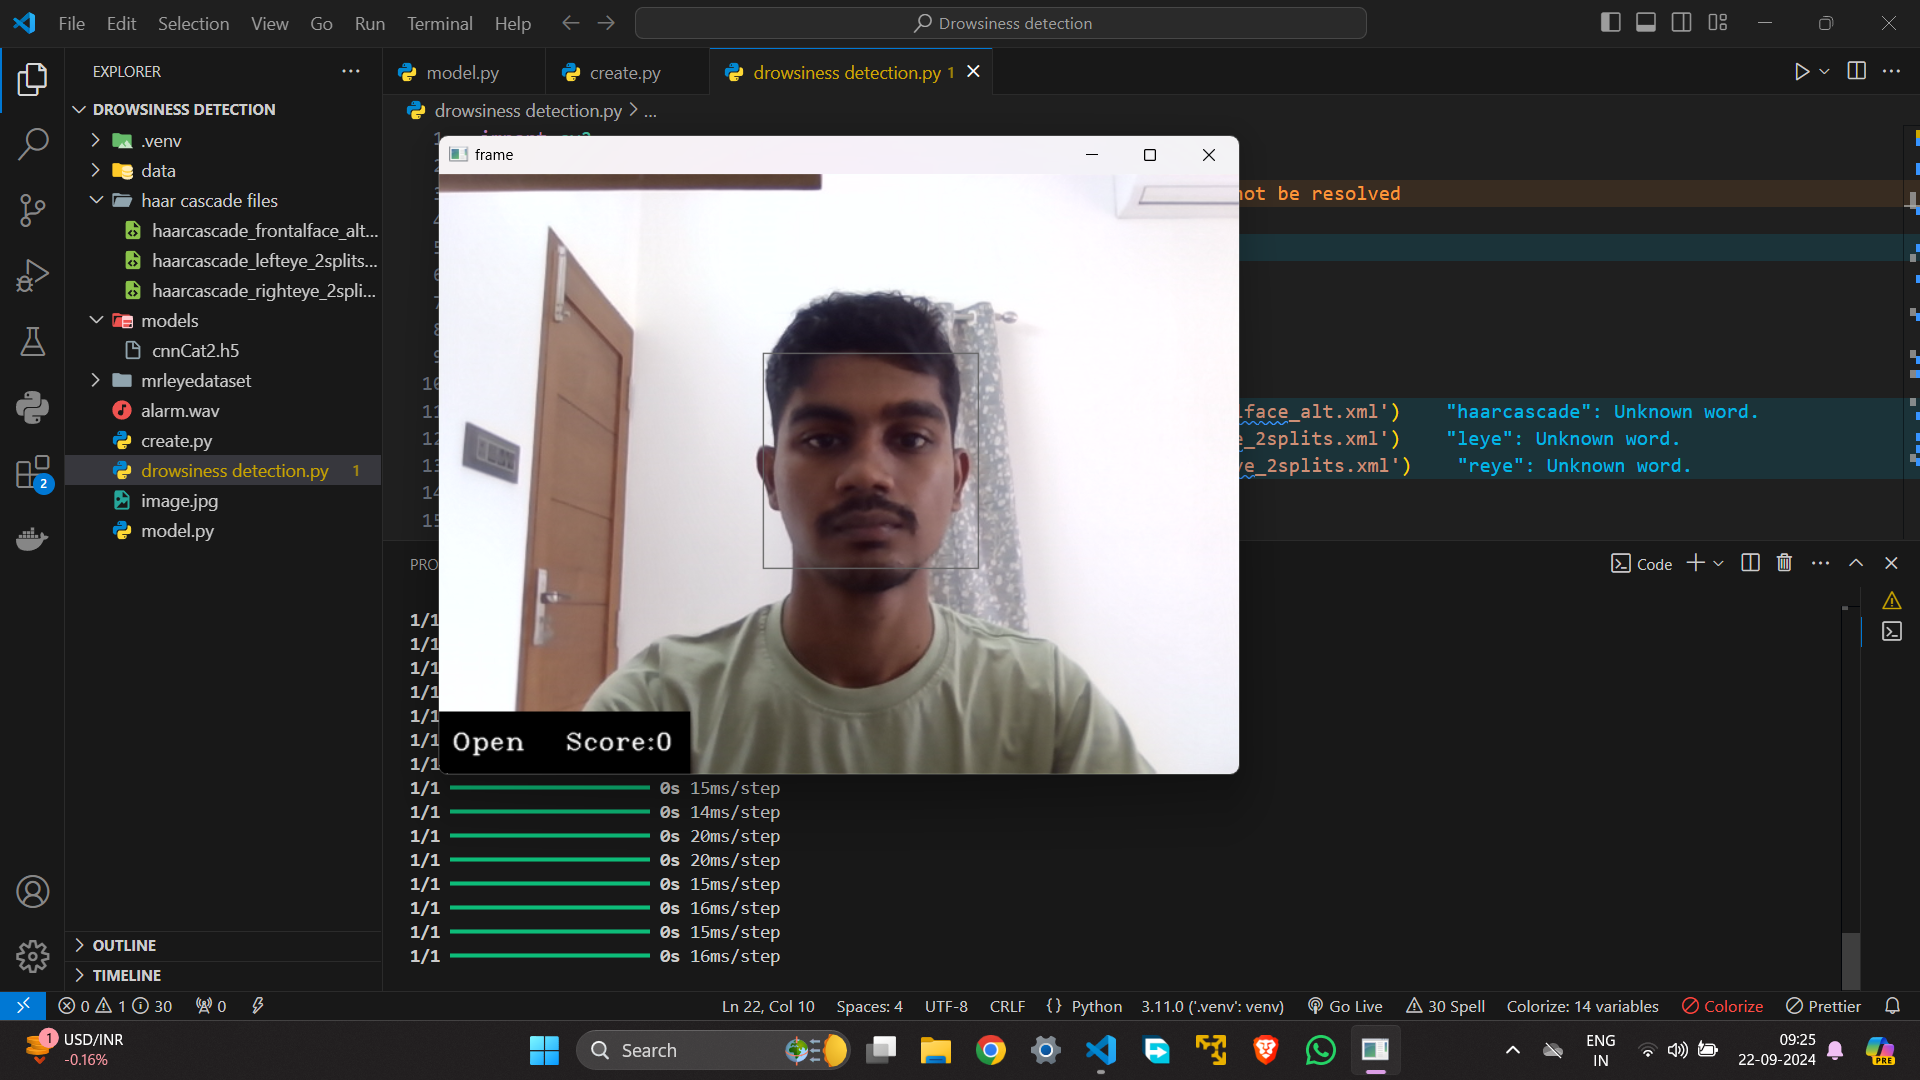 File Edit Selection View Go Run Terminal Help
Drowsiness detection
EXPLORER
DROWSINESS DETECTION
.venv
data
haar cascade files
haarcascade_frontalface_alt...
haarcascade_lefteye_2splits...
haarcascade_righteye_2spli...
models
cnnCat2.h5
mrleyedataset
alarm.wav
create.py
drowsiness detection.py 1
image.jpg
model.py
OUTLINE
TIMELINE
model.py create.py drowsiness detection.py 1
drowsiness detection.py > ...
1
frame
not be resolved
10
11 face_alt.xml') "haarcascade": Unknown word.
12 _2splits.xml') "leye": Unknown word.
13 ye_2splits.xml') "reye": Unknown word.
14
15
Open Score:0
PRO
Code
1/1
1/1
1/1
1/1
1/1
1/1
1/1
1/1 0s 15ms/step
1/1 0s 14ms/step
1/1 0s 20ms/step
1/1 0s 20ms/step
1/1 0s 15ms/step
1/1 0s 16ms/step
1/1 0s 15ms/step
1/1 0s 16ms/step
2
0 1 30 0
Ln 22, Col 10 Spaces: 4 UTF-8 CRLF {} Python 3.11.0 ('.venv': venv) Go Live 30 Spell Colorize: 14 variables Colorize Prettier
1 USD/INR
-0.16%
Search
ENG
IN
09:25
22-09-2024
PRE